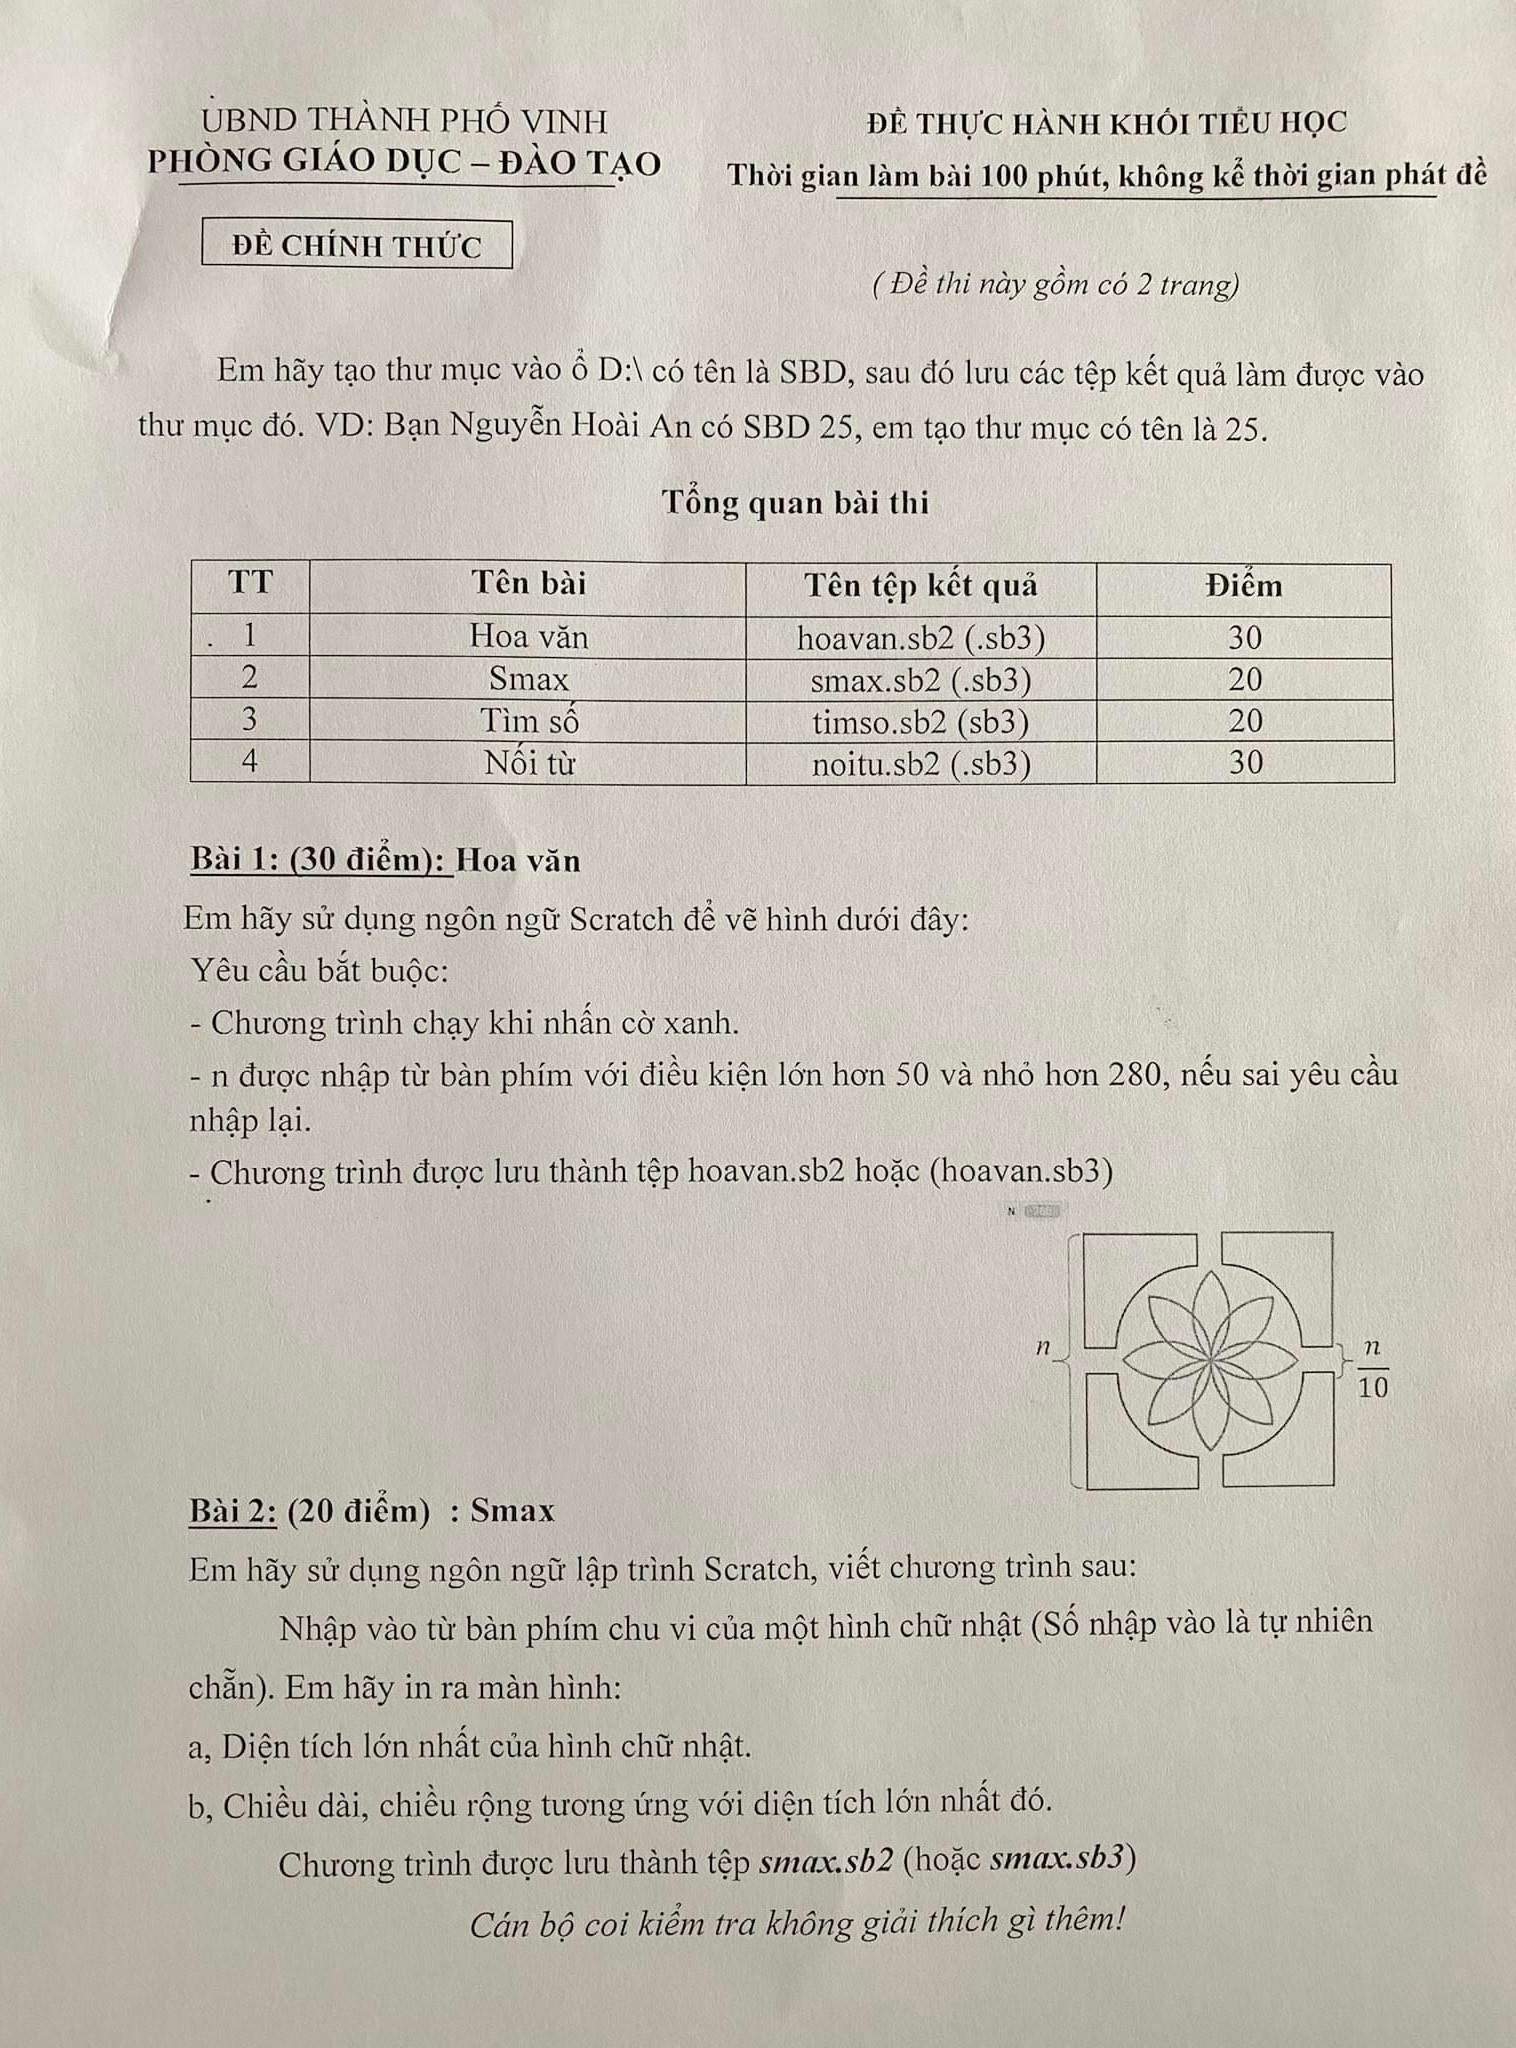 UBND THÀNH PHỐ VINH
PHÒNG GIÁO DỤC – ĐÀO TẠO
ĐỀ CHÍNH THỨC
ĐỀ THỰC HÀNH KHỐI TIỂU HỌC
Thời gian làm bài 100 phút, không kể thời gian phát đề
( Đề thi này gồm có 2 trang)
Em hãy tạo thư mục vào ổ D:\ có tên là SBD, sau đó lưu các tệp kết quả làm được vào
thư mục đó. VD: Bạn Nguyễn Hoài An có SBD 25, em tạo thư mục có tên là 25.
Tổng quan bài thi
TT Tên bài Tên tệp kết quả Điểm
1 Hoa văn hoavan.sb2 (.sb3) 30
2 Smax smax.sb2 (.sb3) 20
3 Tìm số timso.sb2 (sb3) 20
4 Nối từ noitu.sb2 (.sb3) 30
Bài 1: (30 điểm): Hoa văn
Em hãy sử dụng ngôn ngữ Scratch để vẽ hình dưới đây:
Yêu cầu bắt buộc:
- Chương trình chạy khi nhấn cờ xanh.
- n được nhập từ bàn phím với điều kiện lớn hơn 50 và nhỏ hơn 280, nếu sai yêu cầu
nhập lại.
- Chương trình được lưu thành tệp hoavan.sb2 hoặc (hoavan.sb3)
N
n
n
10
Bài 2: (20 điểm) : Smax
Em hãy sử dụng ngôn ngữ lập trình Scratch, viết chương trình sau:
Nhập vào từ bàn phím chu vi của một hình chữ nhật (Số nhập vào là tự nhiên
chẵn). Em hãy in ra màn hình:
a, Diện tích lớn nhất của hình chữ nhật.
b, Chiều dài, chiều rộng tương ứng với diện tích lớn nhất đó.
Chương trình được lưu thành tệp smax.sb2 (hoặc smax.sb3)
Cán bộ coi kiểm tra không giải thích gì thêm!